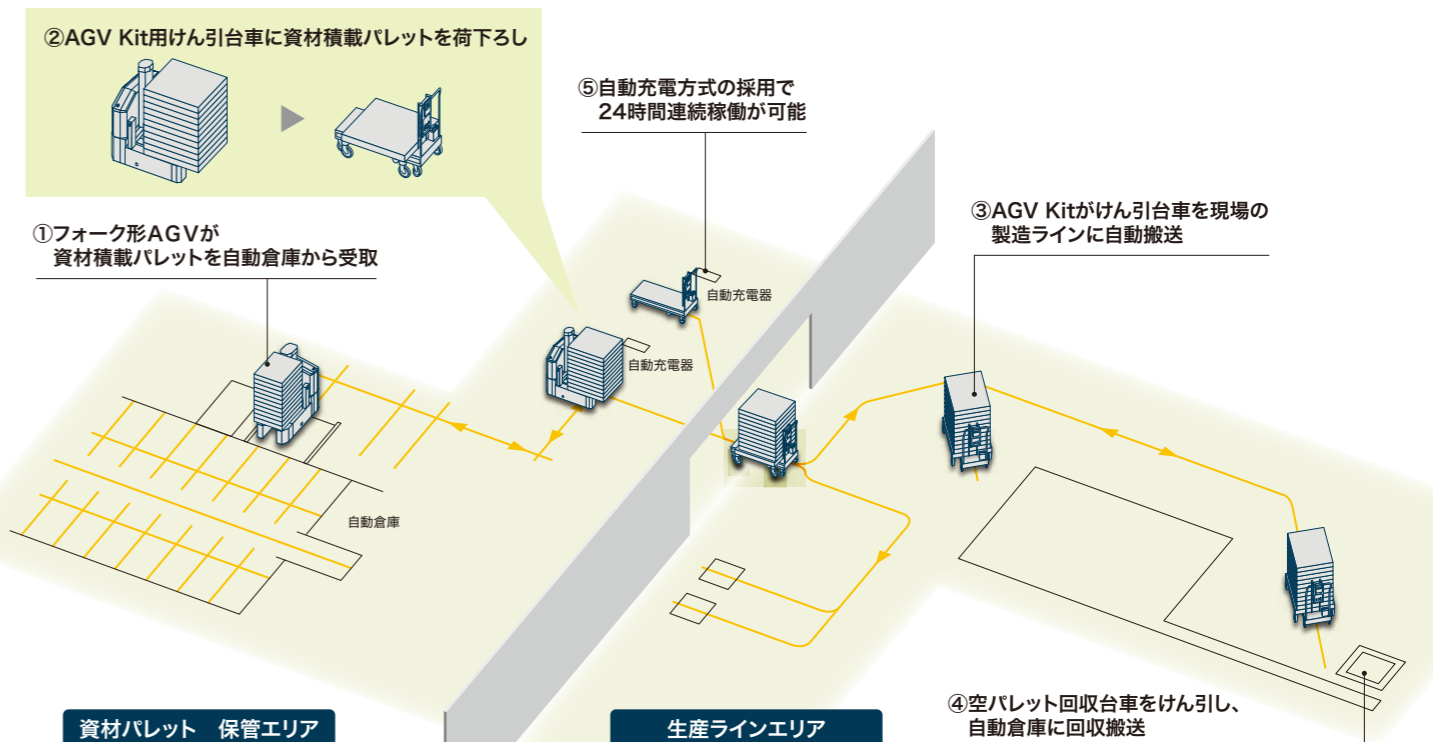 ②AGV Kit用けん引台車に資材積載パレットを荷下ろし
⑤自動充電方式の採用で
24時間連続稼働が可能
①フォーク形AGVが
資材積載パレットを自動倉庫から受取
③AGV Kitがけん引台車を現場の
製造ラインに自動搬送
自動充電器
自動充電器
自動倉庫
④空パレット回収台車をけん引し、
自動倉庫に回収搬送
資材パレット　保管エリア
生産ラインエリア